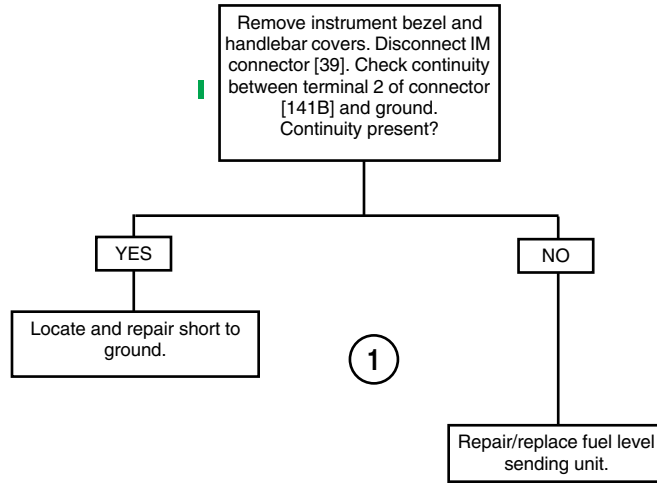 Remove instrument bezel and
handlebar covers. Disconnect IM
connector [39]. Check continuity
between terminal 2 of connector
[141B] and ground.
Continuity present?
YES
NO
Locate and repair short to
ground.
1
Repair/replace fuel level
sending unit.